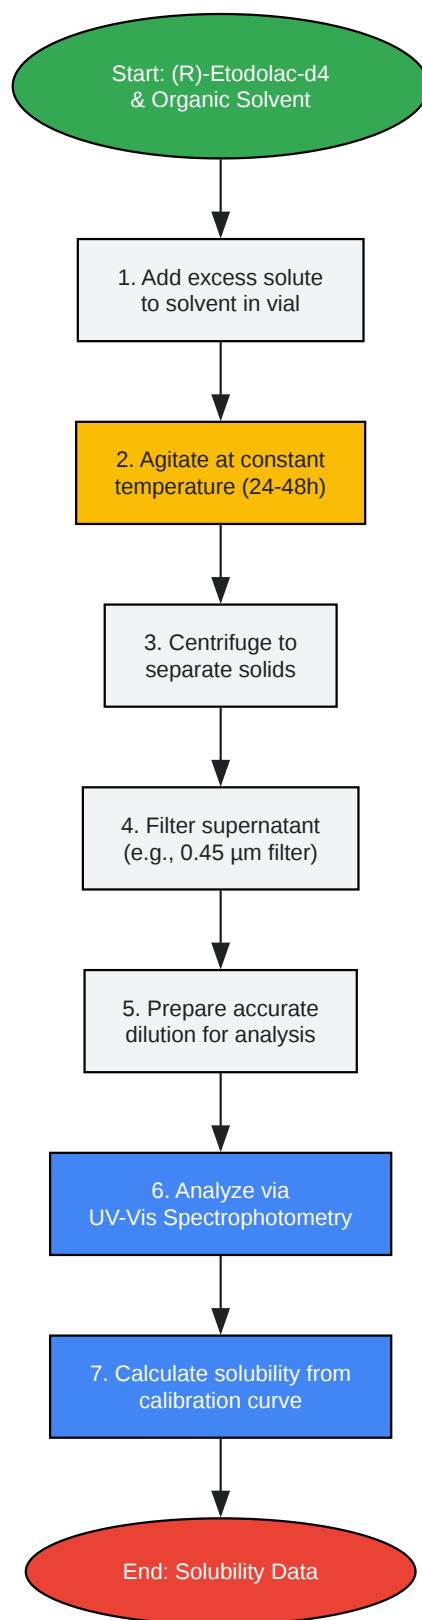 Start: (R)-Etodolac-d4
& Organic Solvent
1. Add excess solute
to solvent in vial
2. Agitate at constant
temperature (24-48h)
3. Centrifuge to
separate solids
4. Filter supernatant
(e.g., 0.45 µm filter)
5. Prepare accurate
dilution for analysis
6. Analyze via
UV-Vis Spectrophotometry
7. Calculate solubility from
calibration curve
End: Solubility Data